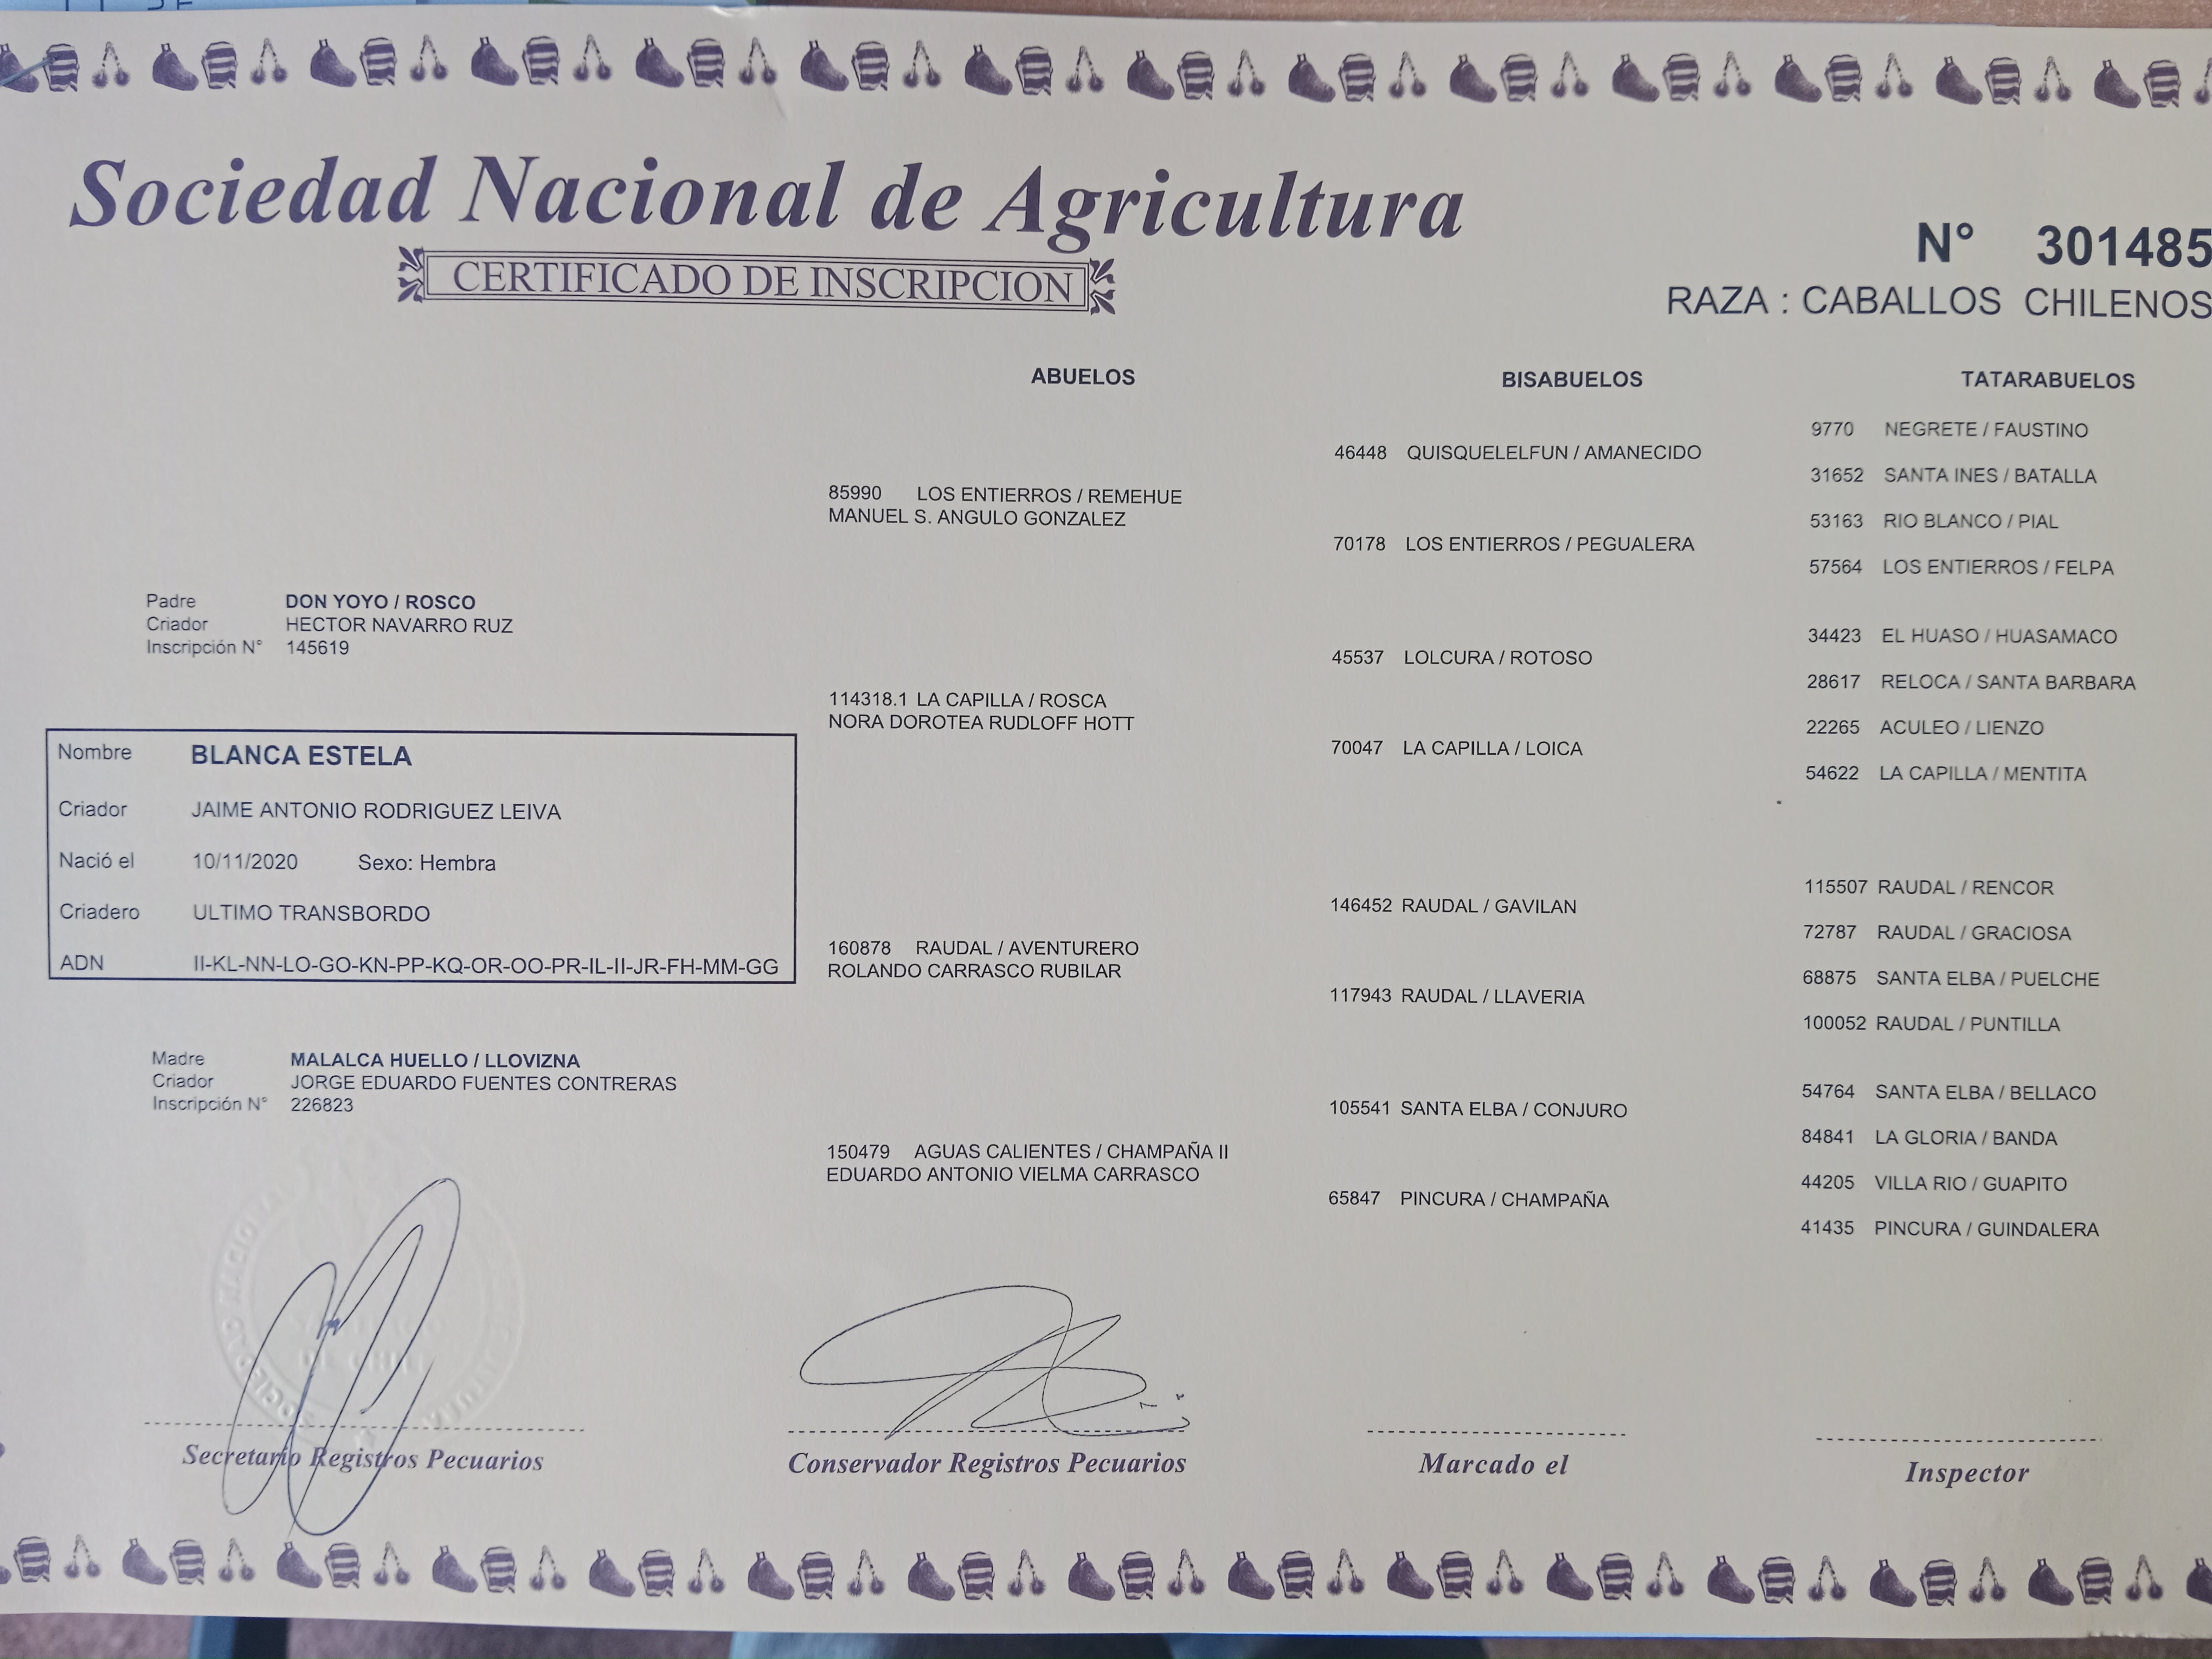 Sociedad Nacional de Agricultura
CERTIFICADO DE INSCRIPCION
N° 301485
RAZA : CABALLOS CHILENOS
ABUELOS
BISABUELOS
TATARABUELOS
Padre DON YOYO / ROSCO
Criador HECTOR NAVARRO RUZ
Inscripción N° 145619
Nombre BLANCA ESTELA
Criador JAIME ANTONIO RODRIGUEZ LEIVA
Nació el 10/11/2020 Sexo: Hembra
Criadero ULTIMO TRANSBORDO
ADN II-KL-NN-LO-GO-KN-PP-KQ-OR-OO-PR-IL-II-JR-FH-MM-GG
Madre MALALCA HUELLO / LLOVIZNA
Criador JORGE EDUARDO FUENTES CONTRERAS
Inscripción N° 226823
85990 LOS ENTIERROS / REMEHUE
MANUEL S. ANGULO GONZALEZ
114318.1 LA CAPILLA / ROSCA
NORA DOROTEA RUDLOFF HOTT
160878 RAUDAL / AVENTURERO
ROLANDO CARRASCO RUBILAR
150479 AGUAS CALIENTES / CHAMPAÑA II
EDUARDO ANTONIO VIELMA CARRASCO
46448 QUISQUELELFUN / AMANECIDO
70178 LOS ENTIERROS / PEGUALERA
45537 LOLCURA / ROTOSO
70047 LA CAPILLA / LOICA
146452 RAUDAL / GAVILAN
117943 RAUDAL / LLAVERIA
105541 SANTA ELBA / CONJURO
65847 PINCURA / CHAMPAÑA
9770 NEGRETE / FAUSTINO
31652 SANTA INES / BATALLA
53163 RIO BLANCO / PIAL
57564 LOS ENTIERROS / FELPA
34423 EL HUASO / HUASAMACO
28617 RELOCA / SANTA BARBARA
22265 ACULEO / LIENZO
54622 LA CAPILLA / MENTITA
115507 RAUDAL / RENCOR
72787 RAUDAL / GRACIOSA
68875 SANTA ELBA / PUELCHE
100052 RAUDAL / PUNTILLA
54764 SANTA ELBA / BELLACO
84841 LA GLORIA / BANDA
44205 VILLA RIO / GUAPITO
41435 PINCURA / GUINDALERA
DE CHILE
Secretario Registros Pecuarios
Conservador Registros Pecuarios
Marcado el
Inspector